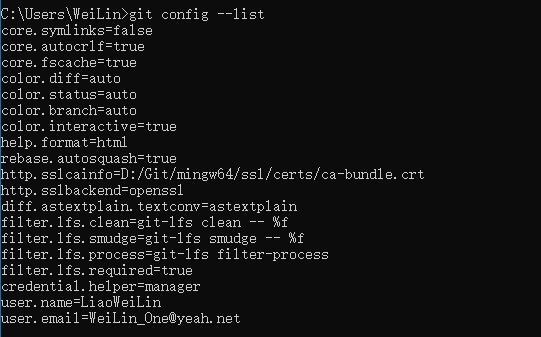 C:\Users\WeiLin>git config --list
core.symlinks=false
core.autocrlf=true
core.fscache=true
color.diff=auto
color.status=auto
color.branch=auto
color.interactive=true
help.format=html
rebase.autosquash=true
http.sslcainfo=D:/Git/mingw64/ssl/certs/ca-bundle.crt
http.sslbackend=openssl
diff.astextplain.textconv=astextplain
filter.lfs.clean=git-lfs clean -- %f
filter.lfs.smudge=git-lfs smudge -- %f
filter.lfs.process=git-lfs filter-process
filter.lfs.required=true
credential.helper=manager
user.name=LiaoWeiLin
user.email=WeiLin_One@yeah.net